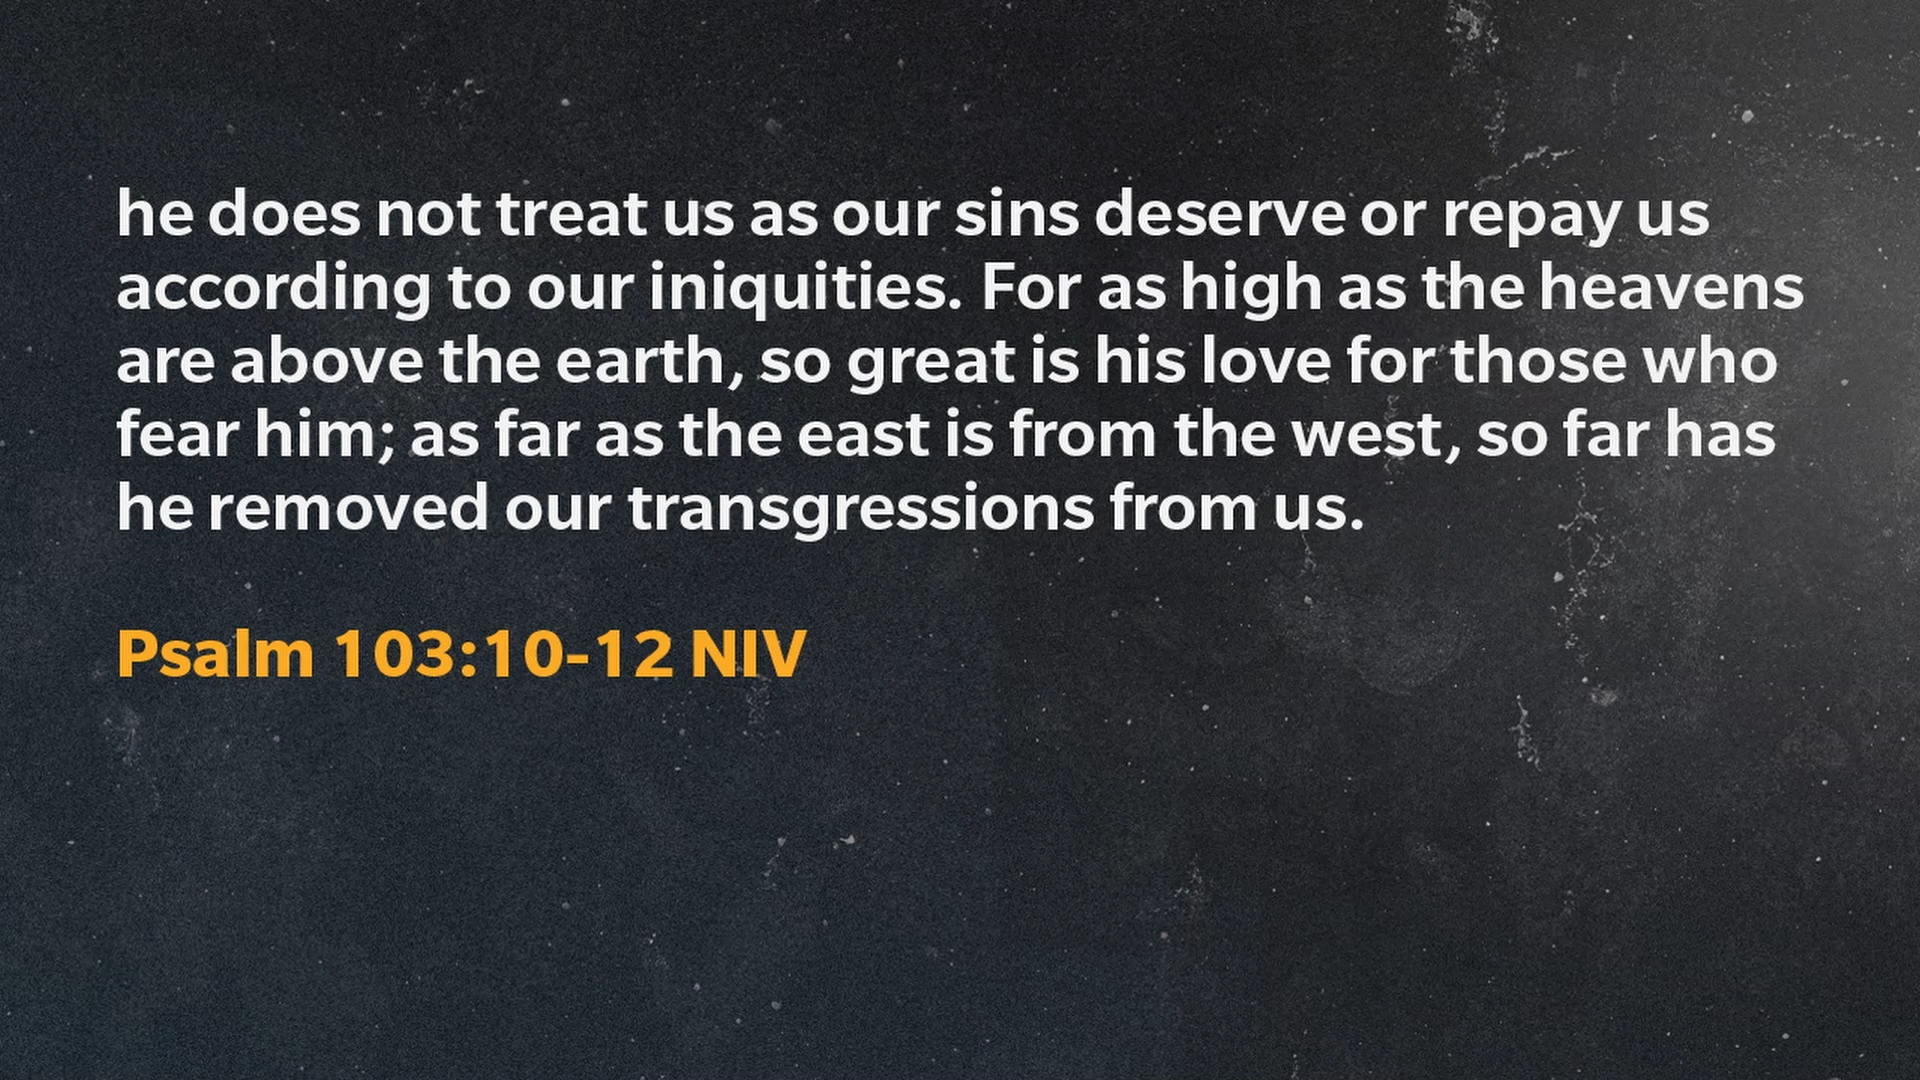 he does not treat us as our sins deserve or repay us
according to our iniquities. For as high as the heavens
are above the earth, so great is his love for those who
fear him; as far as the east is from the west, so far has
he removed our transgressions from us.
Psalm 103:10-12 NIV